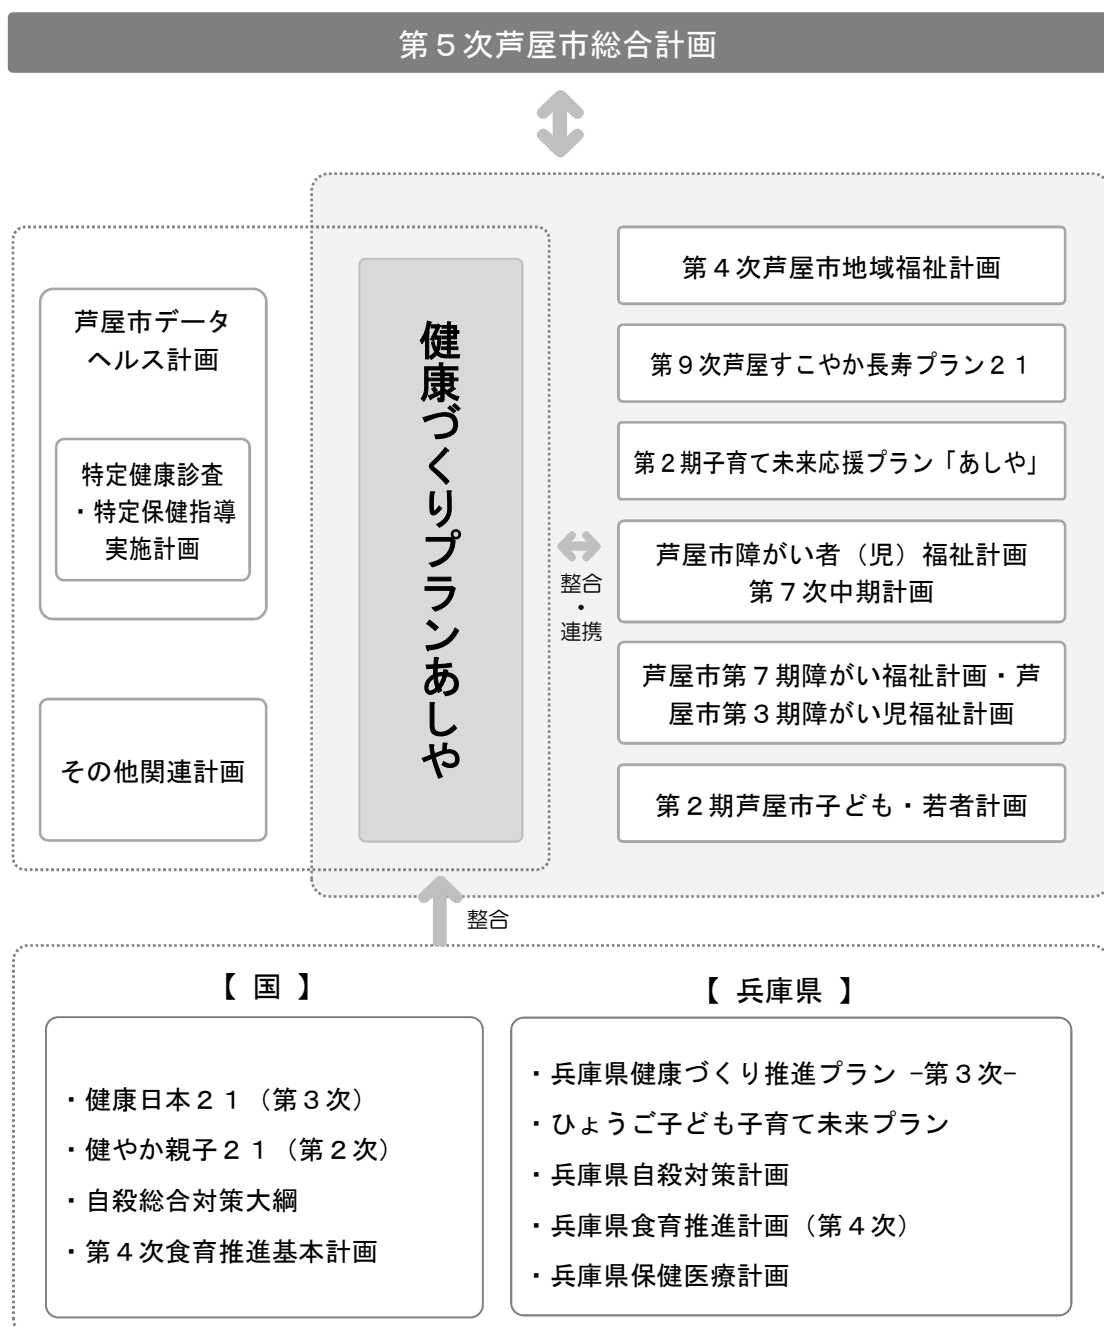 第５次芦屋市総合計画
芦屋市データ
ヘルス計画
特定健康診査
・特定保健指導
実施計画
その他関連計画
健康づくりプランあしや
整合
・
連携
第４次芦屋市地域福祉計画
第９次芦屋すこやか長寿プラン２１
第２期子育て未来応援プラン「あしや」
芦屋市障がい者（児）福祉計画
第７次中期計画
芦屋市第７期障がい福祉計画・芦
屋市第３期障がい児福祉計画
第２期芦屋市子ども・若者計画
整合
【 国 】
・健康日本２１（第３次）
・健やか親子２１（第２次）
・自殺総合対策大綱
・第４次食育推進基本計画
【 兵庫県 】
・兵庫県健康づくり推進プラン -第３次-
・ひょうご子ども子育て未来プラン
・兵庫県自殺対策計画
・兵庫県食育推進計画（第４次）
・兵庫県保健医療計画